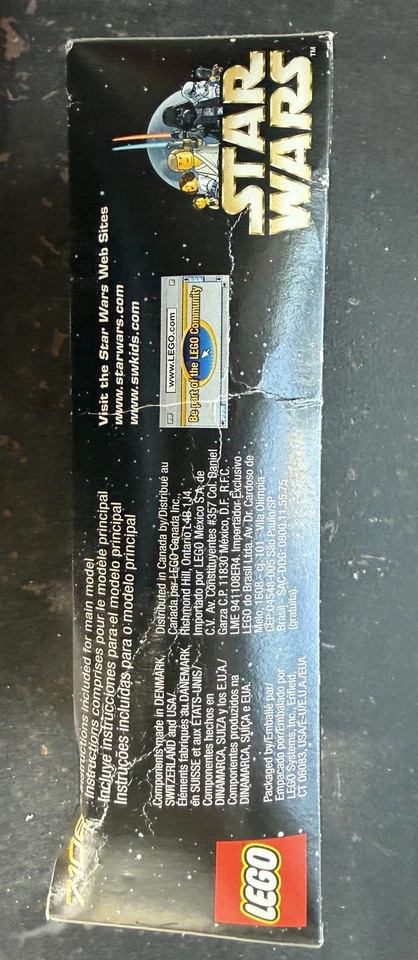 Instructions included for main model
Instructions comprises pour le modèle principal
Incluye instrucciones para el modelo principal
Instruções incluídas para o modelo principal
Components made in DENMARK,
SWITZERLAND and USA/
Éléments fabriqués au DANEMARK,
en SUISSE et aux ÉTATS-UNIS/
Componentes hechos en
DINAMARCA, SUIZA y los E.U.A./
Componentes produzidos na
DINAMARCA, SUIÇA e EUA.
Packaged by/Emballé par/
Empacado por/Embalado por
LEGO Systems, Inc., Enfield,
CT 06083, USA/É-U/E.U.A./EUA.
Distributed in Canada by/Distribué au
Canada par LEGO Canada Inc.,
Richmond Hill, Ontario L4B 1J4.
Importado por LEGO México S.A. de
C.V. Av. Constituyentes #357 Col. Daniel
Garza C.P. 11830 México, D.F. R.F.C.
LME 941108ER4. Importador Exclusivo
LEGO do Brasil Ltda. Av. Dr. Cardoso de
Melo, 1608 - cj. 101 - Vila Olímpia -
CEP 04548-005 São Paulo/SP
Brasil - SAC-DDG: 0800 11.55.75
(gratuita).
Visit the Star Wars Web Sites
www.starwars.com
www.swkids.com
www.LEGO.com
Be part of the LEGO Community
STAR
WARS™
LEGO